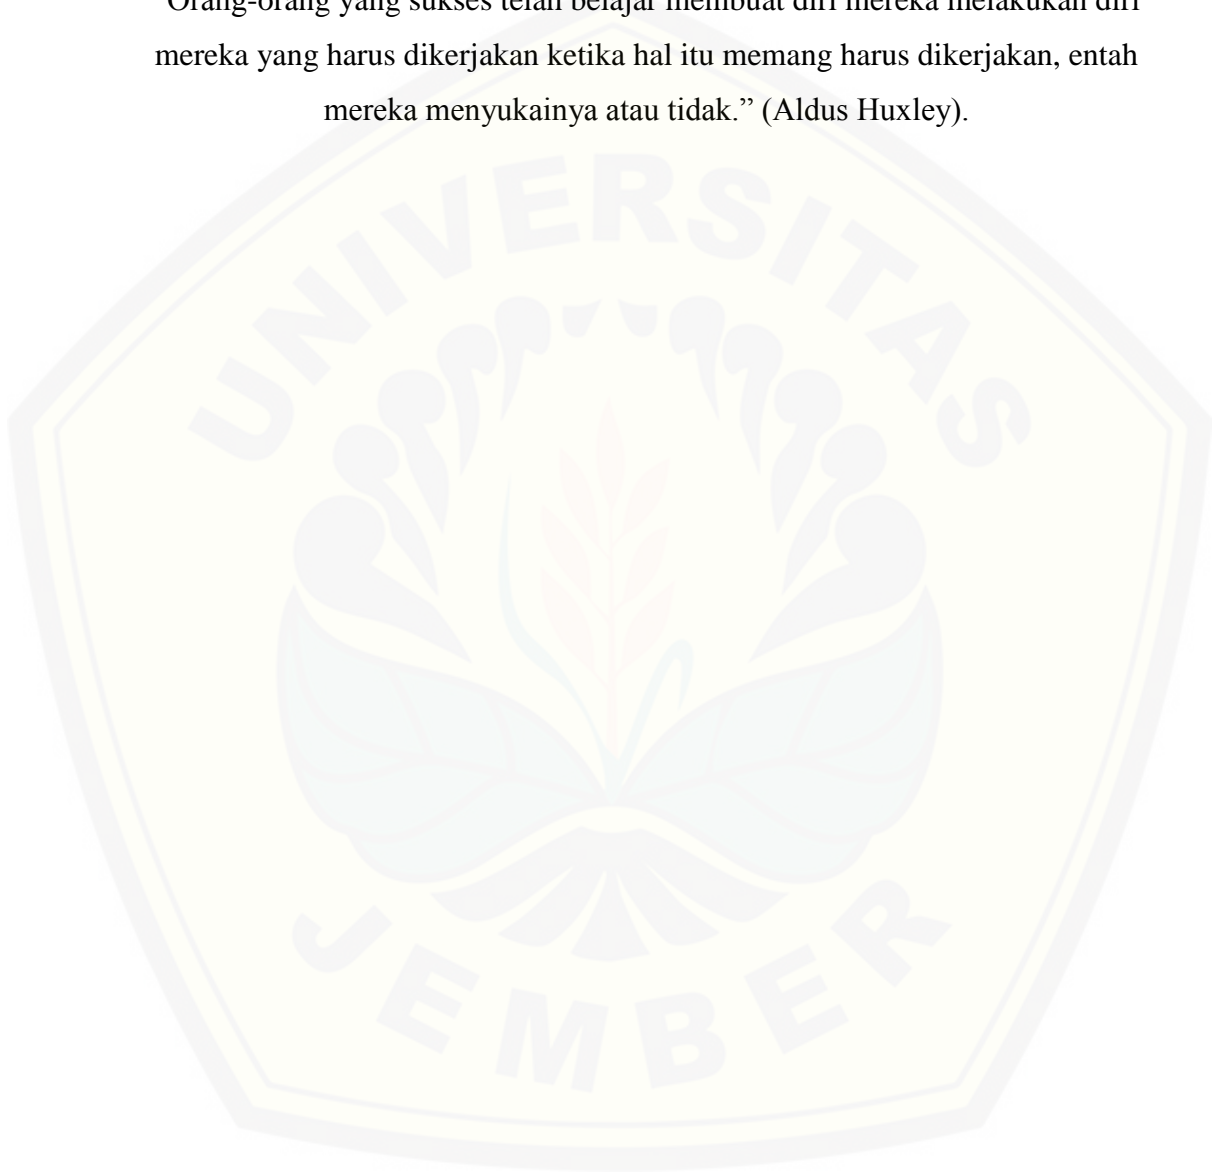 Orang-orang yang sukses telah belajar membuat diri mereka melakukan diri
mereka yang harus dikerjakan ketika hal itu memang harus dikerjakan, entah
mereka menyukainya atau tidak.” (Aldus Huxley).
UNIVERSITAS
JEMBER